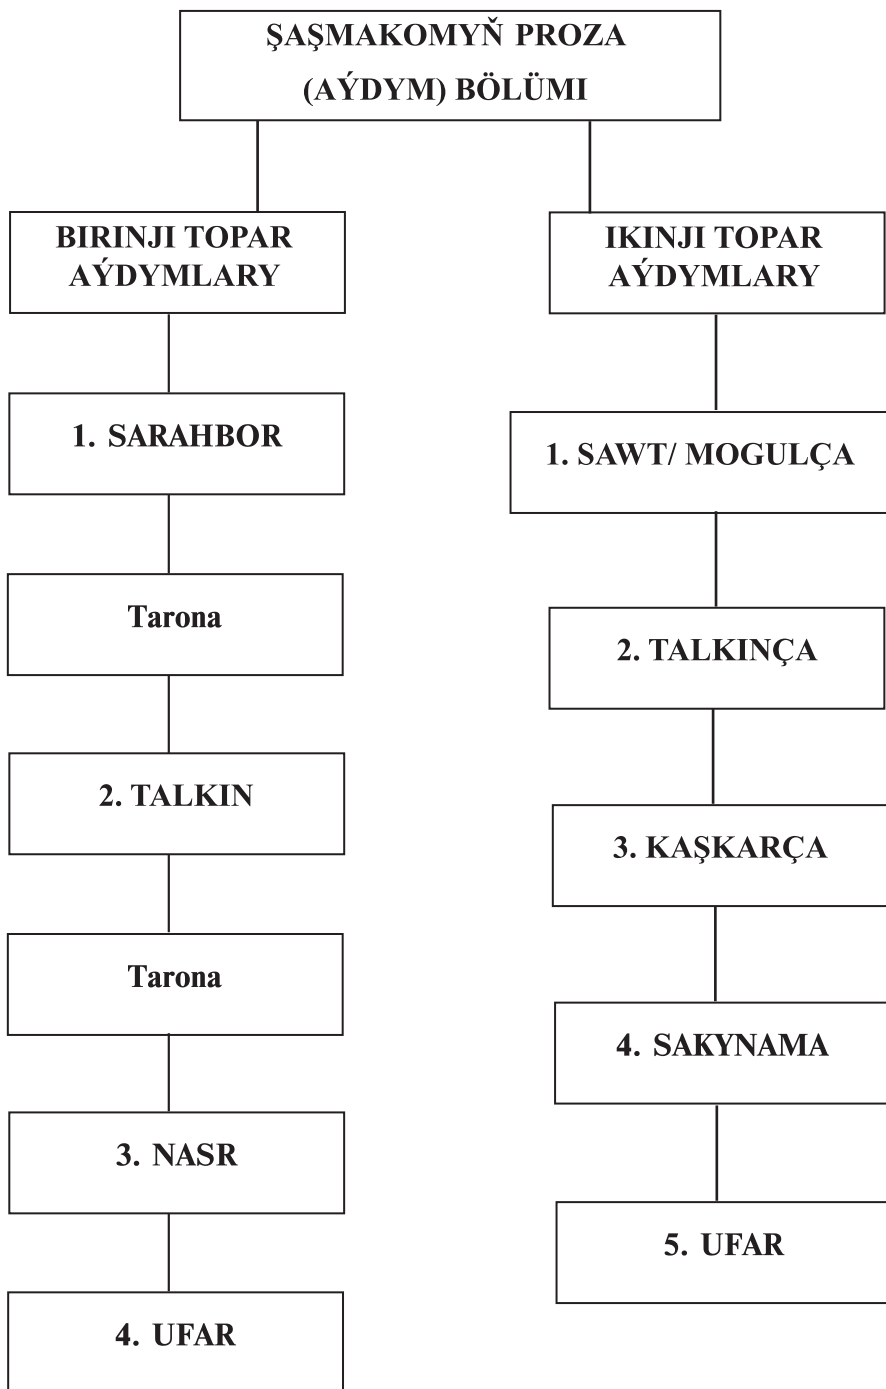 ŞAŞMAKOMYŇ PROZA
(AÝDYM) BÖLÜMI
BIRINJI TOPAR
AÝDYMLARY
1. SARAHBOR
Tarona
2. TALKIN
Tarona
3. NASR
4. UFAR
IKINJI TOPAR
AÝDYMLARY
1. SAWT/ MOGULÇA
2. TALKINÇA
3. KAŞKARÇA
4. SAKYNAMA
5. UFAR